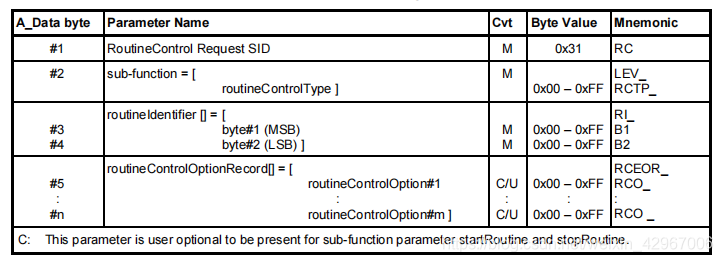 A_Data byte Parameter Name Cvt Byte Value Mnemonic
#1 RoutineControl Request SID M 0x31 RC
#2 sub-function = [ M LEV_
routineControlType ] 0x00 – 0xFF RCTP_
routineIdentifier [] = [ RI_
#3 byte#1 (MSB) M 0x00 – 0xFF B1
#4 byte#2 (LSB) ] M 0x00 – 0xFF B2
routineControlOptionRecord[] = [ RCEOR_
#5 routineControlOption#1 C/U 0x00 – 0xFF RCO_
: : : : :
#n routineControlOption#m ] C/U 0x00 – 0xFF RCO _
C: This parameter is user optional to be present for sub-function parameter startRoutine and stopRoutine.